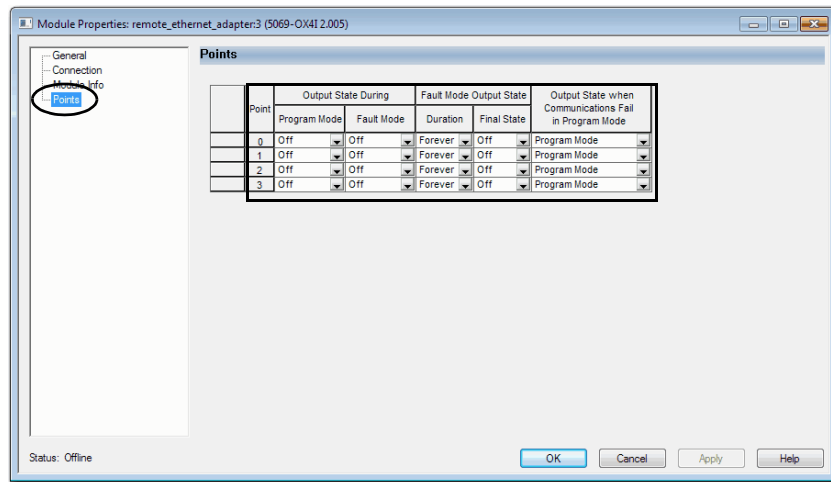 Module Properties: remote_ethernet_adapter:3 (5069-OX4I 2.005)
General
Connection
Module Info
Points
Points
Point
Output State During
Fault Mode Output State
Output State when
Communications Fail
in Program Mode
Program Mode
Fault Mode
Duration
Final State
0 Off Off Forever Off Program Mode
1 Off Off Forever Off Program Mode
2 Off Off Forever Off Program Mode
3 Off Off Forever Off Program Mode
Status: Offline
OK
Cancel
Apply
Help